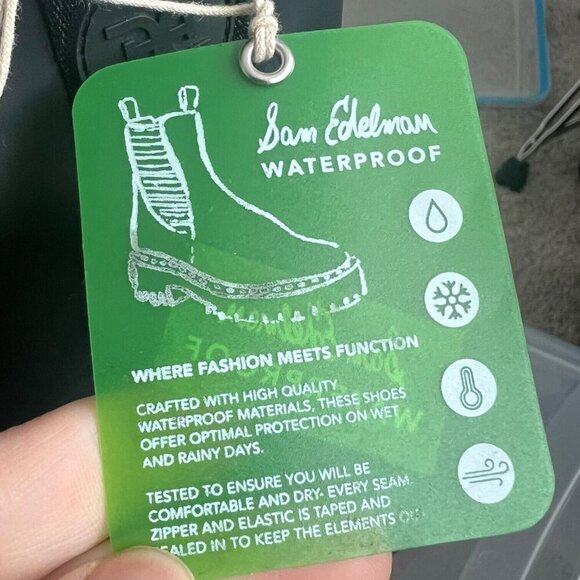 Sam Edelman
WATERPROOF
WHERE FASHION MEETS FUNCTION
CRAFTED WITH HIGH QUALITY
WATERPROOF MATERIALS, THESE SHOES
OFFER OPTIMAL PROTECTION ON WET
AND RAINY DAYS.
TESTED TO ENSURE YOU WILL BE
COMFORTABLE AND DRY. EVERY SEAM,
ZIPPER AND ELASTIC IS TAPED AND
SEALED IN TO KEEP THE ELEMENTS